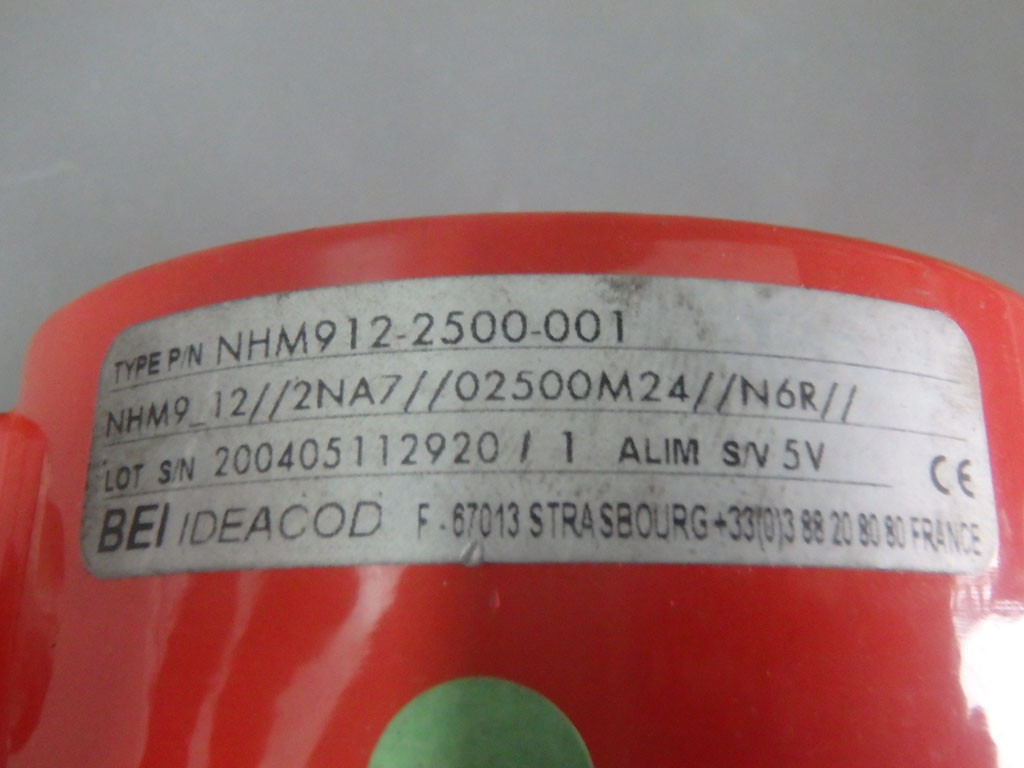 TYPE P/N NHM912-2500-001
NHM9_12//2NA7//02500M24//N6R//
LOT S/N 200405112920 / 1 ALIM S/V 5V CE
BEI IDEACOD F - 67013 STRASBOURG +33(0)3 88 20 80 80 FRANCE